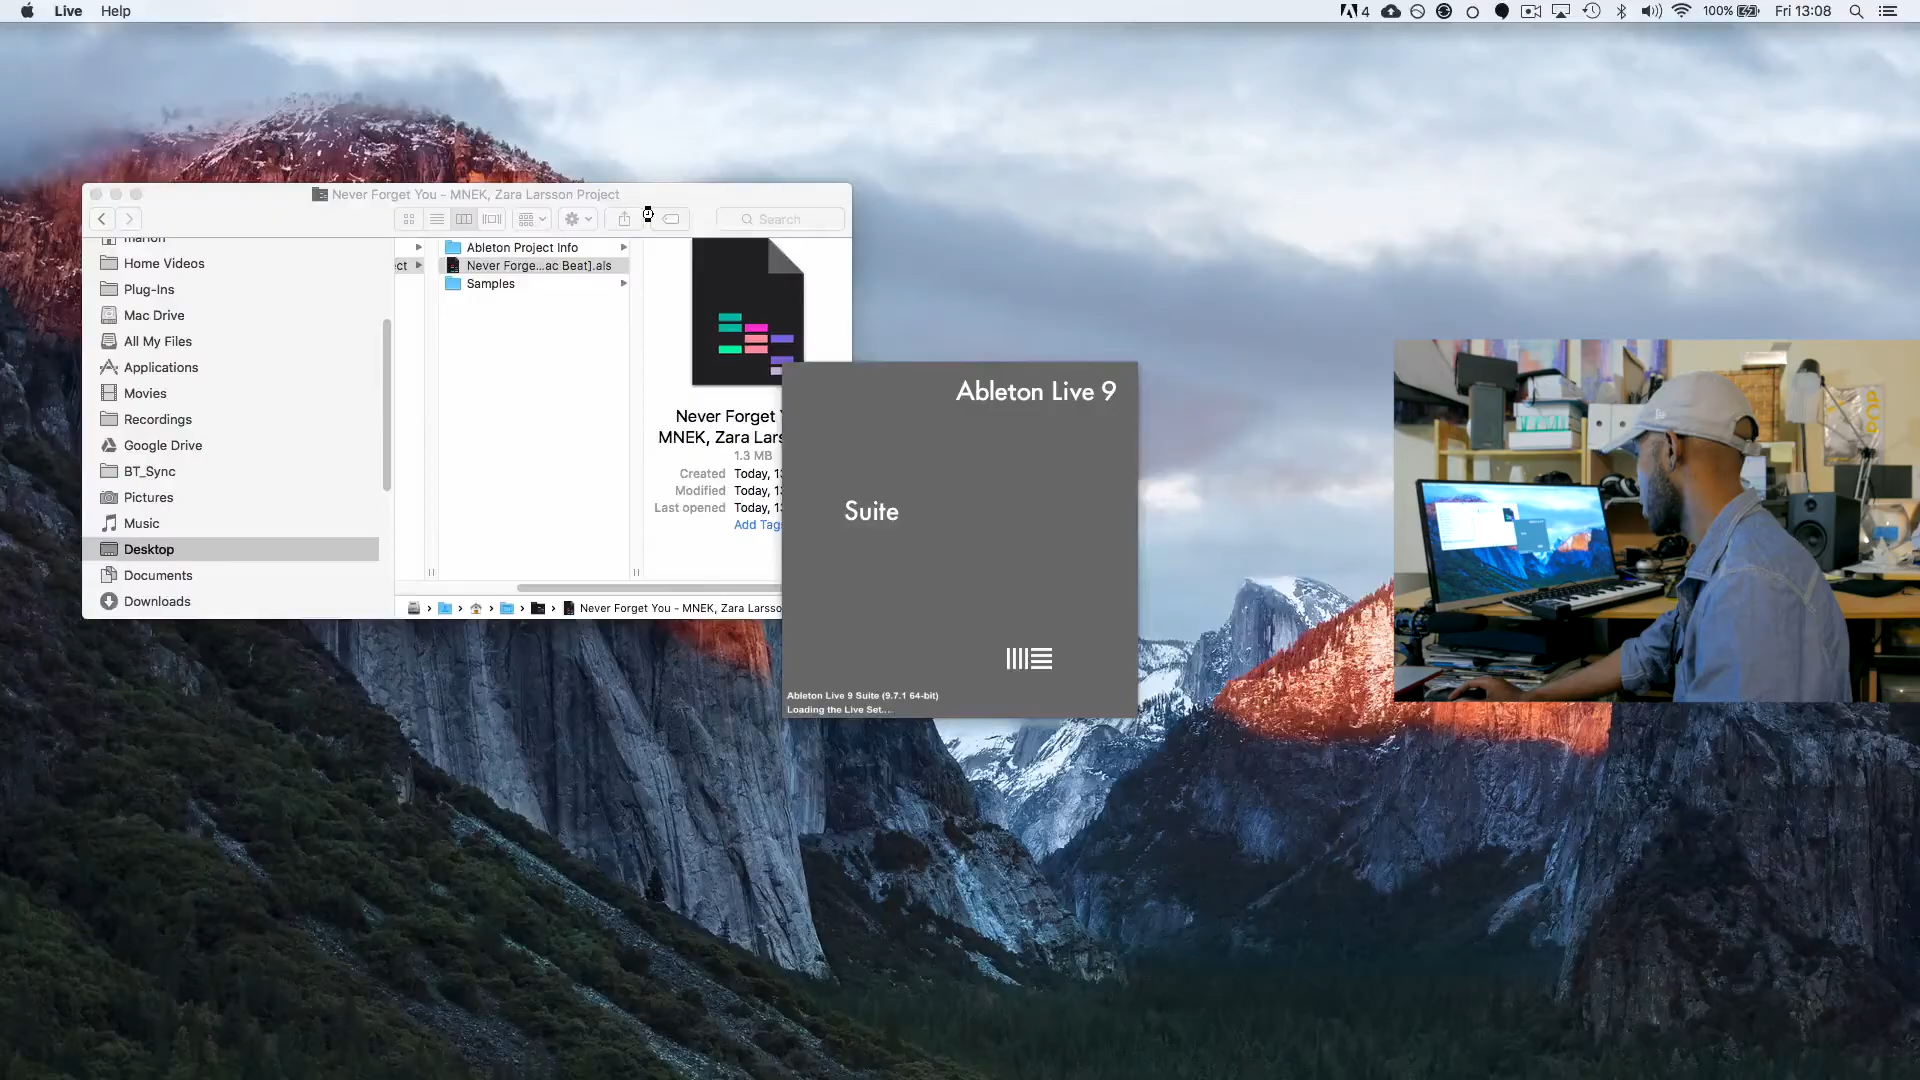 Live Help
4 100% Fri 13:08
Never Forget You - MNEK, Zara Larsson Project
Search
Home Videos
Plug-Ins
Mac Drive
All My Files
Applications
Movies
Recordings
Google Drive
BT_Sync
Pictures
Music
Desktop
Documents
Downloads
Ableton Project Info
Never Forge...ac Beat].als
Samples
Never Forget
MNEK, Zara Lars
1.3 MB
Created Today, 1
Modified Today, 1
Last opened Today, 1
Add Tag
Never Forget You - MNEK, Zara Larsso
Ableton Live 9
Suite
Ableton Live 9 Suite (9.7.1 64-bit)
Loading the Live Set...
POP